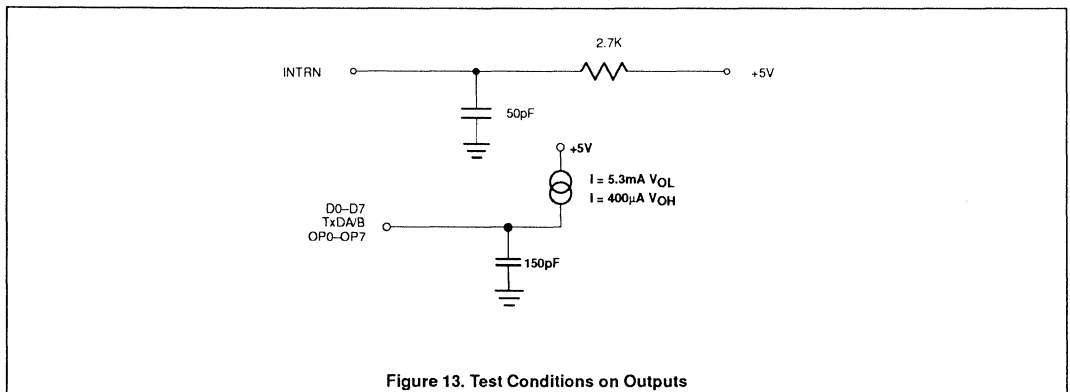 2.7K
INTRN
+5V
50pF
+5V
I = 5.3mA VOL
I = 400µA VOH
D0–D7
TxDA/B
OP0–OP7
150pF
Figure 13. Test Conditions on Outputs